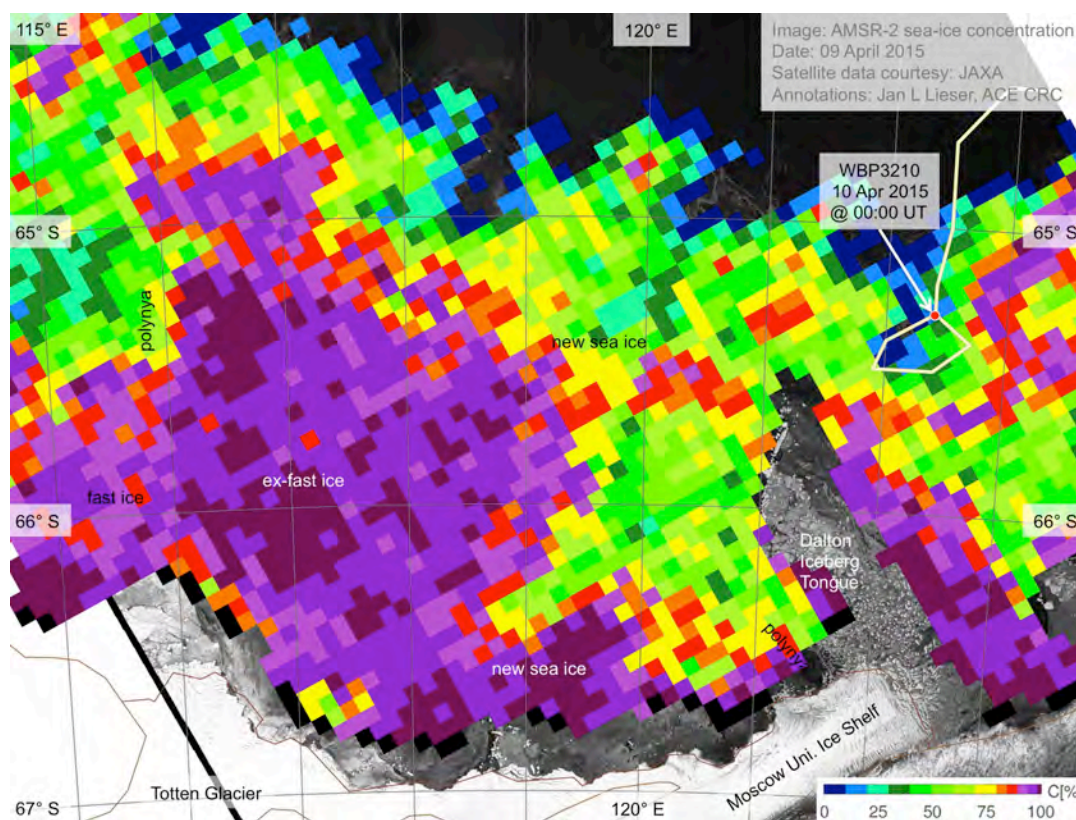 115° E
120° E
Image: AMSR-2 sea-ice concentration
Date: 09 April 2015
Satellite data courtesy: JAXA
Annotations: Jan L Lieser, ACE CRC
WBP3210
10 Apr 2015
@ 00:00 UT
65° S
65° S
polynya
new sea ice
ex-fast ice
fast ice
66° S
66° S
Dalton
Iceberg
Tongue
polynya
new sea ice
Moscow Uni. Ice Shelf
Totten Glacier
67° S
120° E
C[%
0 25 50 75 100